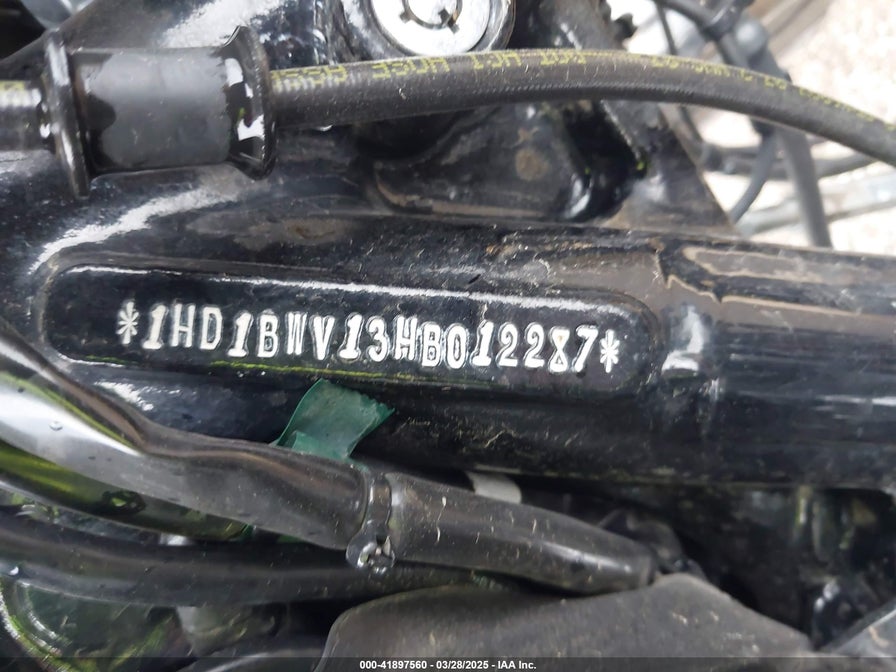 *1HD1BWV13HB012287*
000-41897560 - 03/28/2025 - IAA Inc.